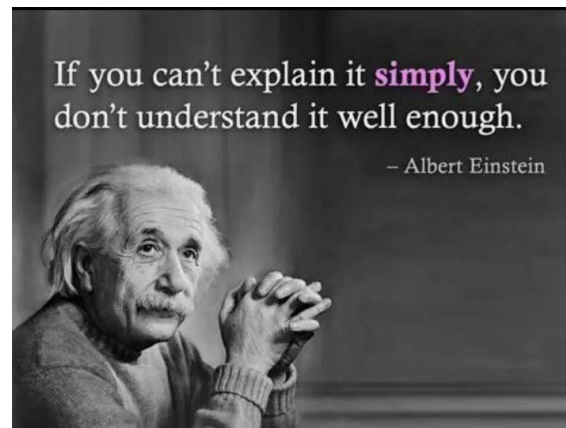 If you can’t explain it simply, you
don’t understand it well enough.
– Albert Einstein